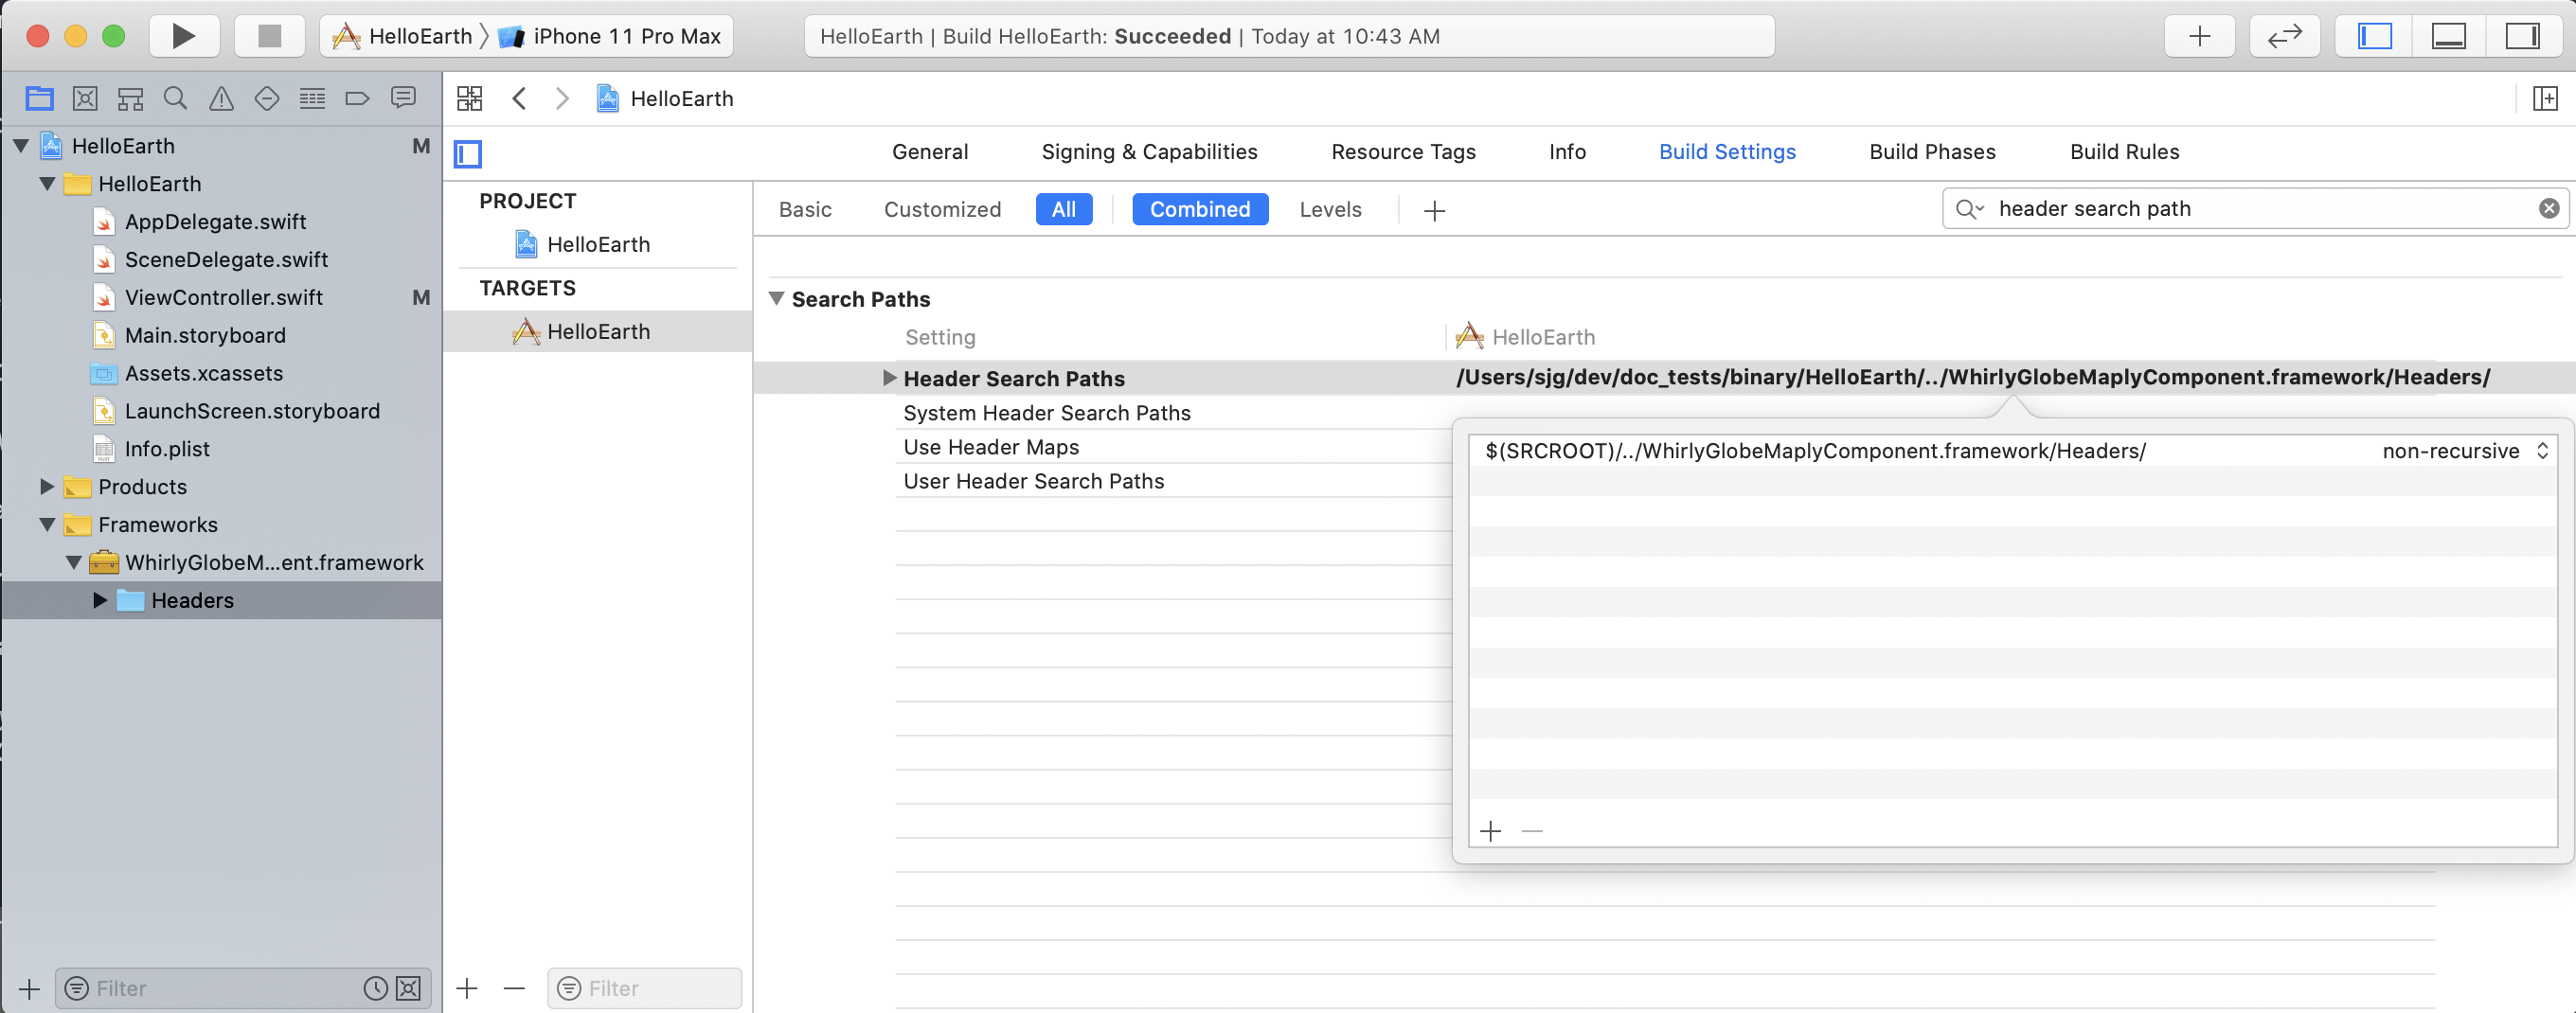 HelloEarth iPhone 11 Pro Max
HelloEarth | Build HelloEarth: Succeeded | Today at 10:43 AM
HelloEarth
HelloEarth M
HelloEarth
AppDelegate.swift
SceneDelegate.swift
ViewController.swift M
Main.storyboard
Assets.xcassets
LaunchScreen.storyboard
Info.plist
Products
Frameworks
WhirlyGlobeM...ent.framework
Headers
Filter
General Signing & Capabilities Resource Tags Info Build Settings Build Phases Build Rules
PROJECT
HelloEarth
TARGETS
HelloEarth
Filter
Basic Customized All Combined Levels
header search path
Search Paths
Setting HelloEarth
Header Search Paths /Users/sjg/dev/doc_tests/binary/HelloEarth/../WhirlyGlobeMaplyComponent.framework/Headers/
System Header Search Paths
Use Header Maps
User Header Search Paths
$(SRCROOT)/../WhirlyGlobeMaplyComponent.framework/Headers/ non-recursive